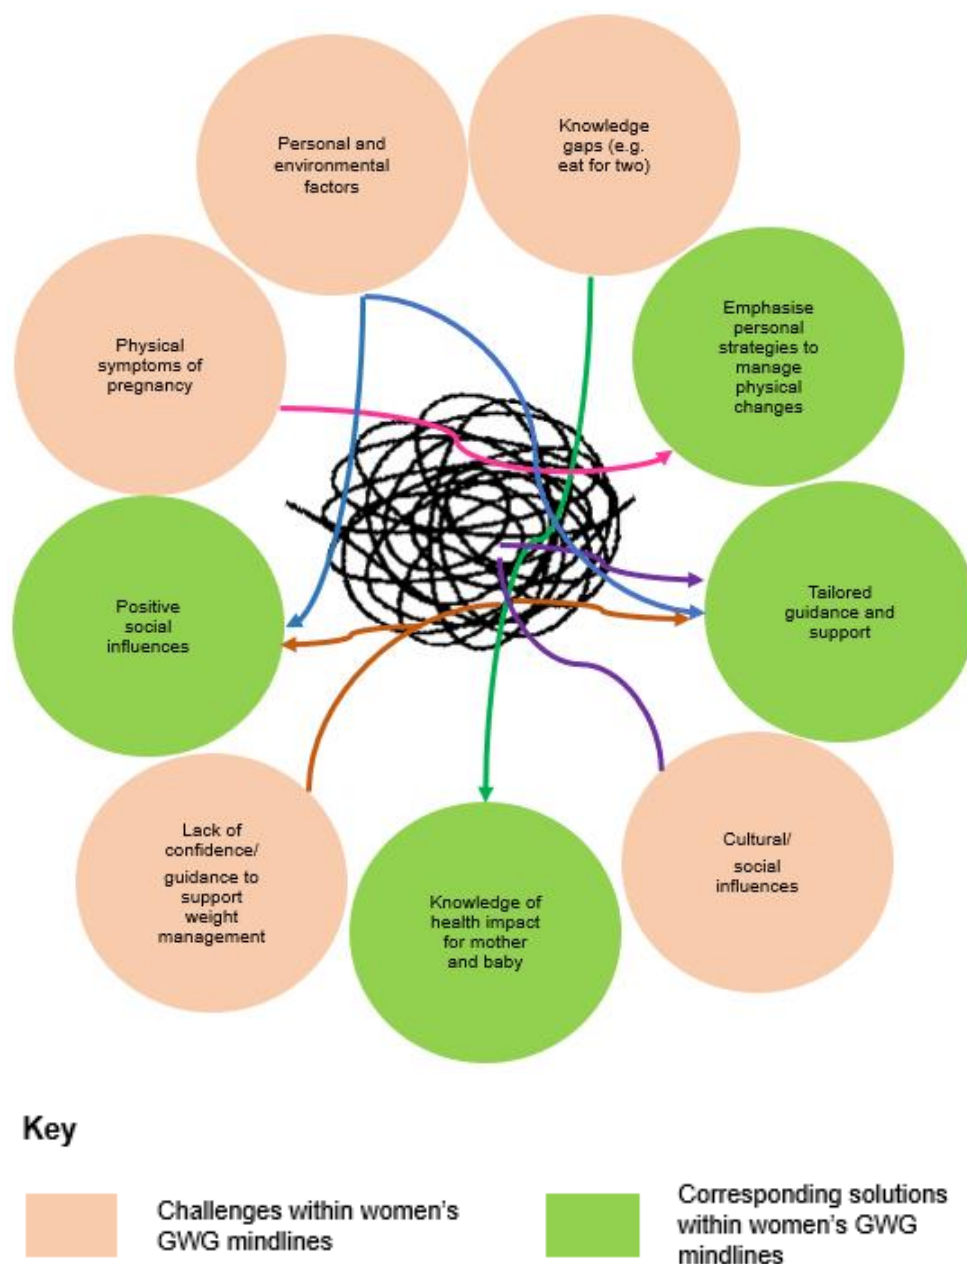 Personal and
environmental
factors
Knowledge
gaps (e.g.
eat for two)
Physical
symptoms of
pregnancy
Emphasise
personal
strategies to
manage
physical
changes
Positive
social
influences
Tailored
guidance and
support
Lack of
confidence/
guidance to
support
weight
management
Knowledge of
health impact
for mother
and baby
Cultural/
social
influences
Key
Challenges within women's
GWG mindlines
Corresponding solutions
within women's GWG
mindlines